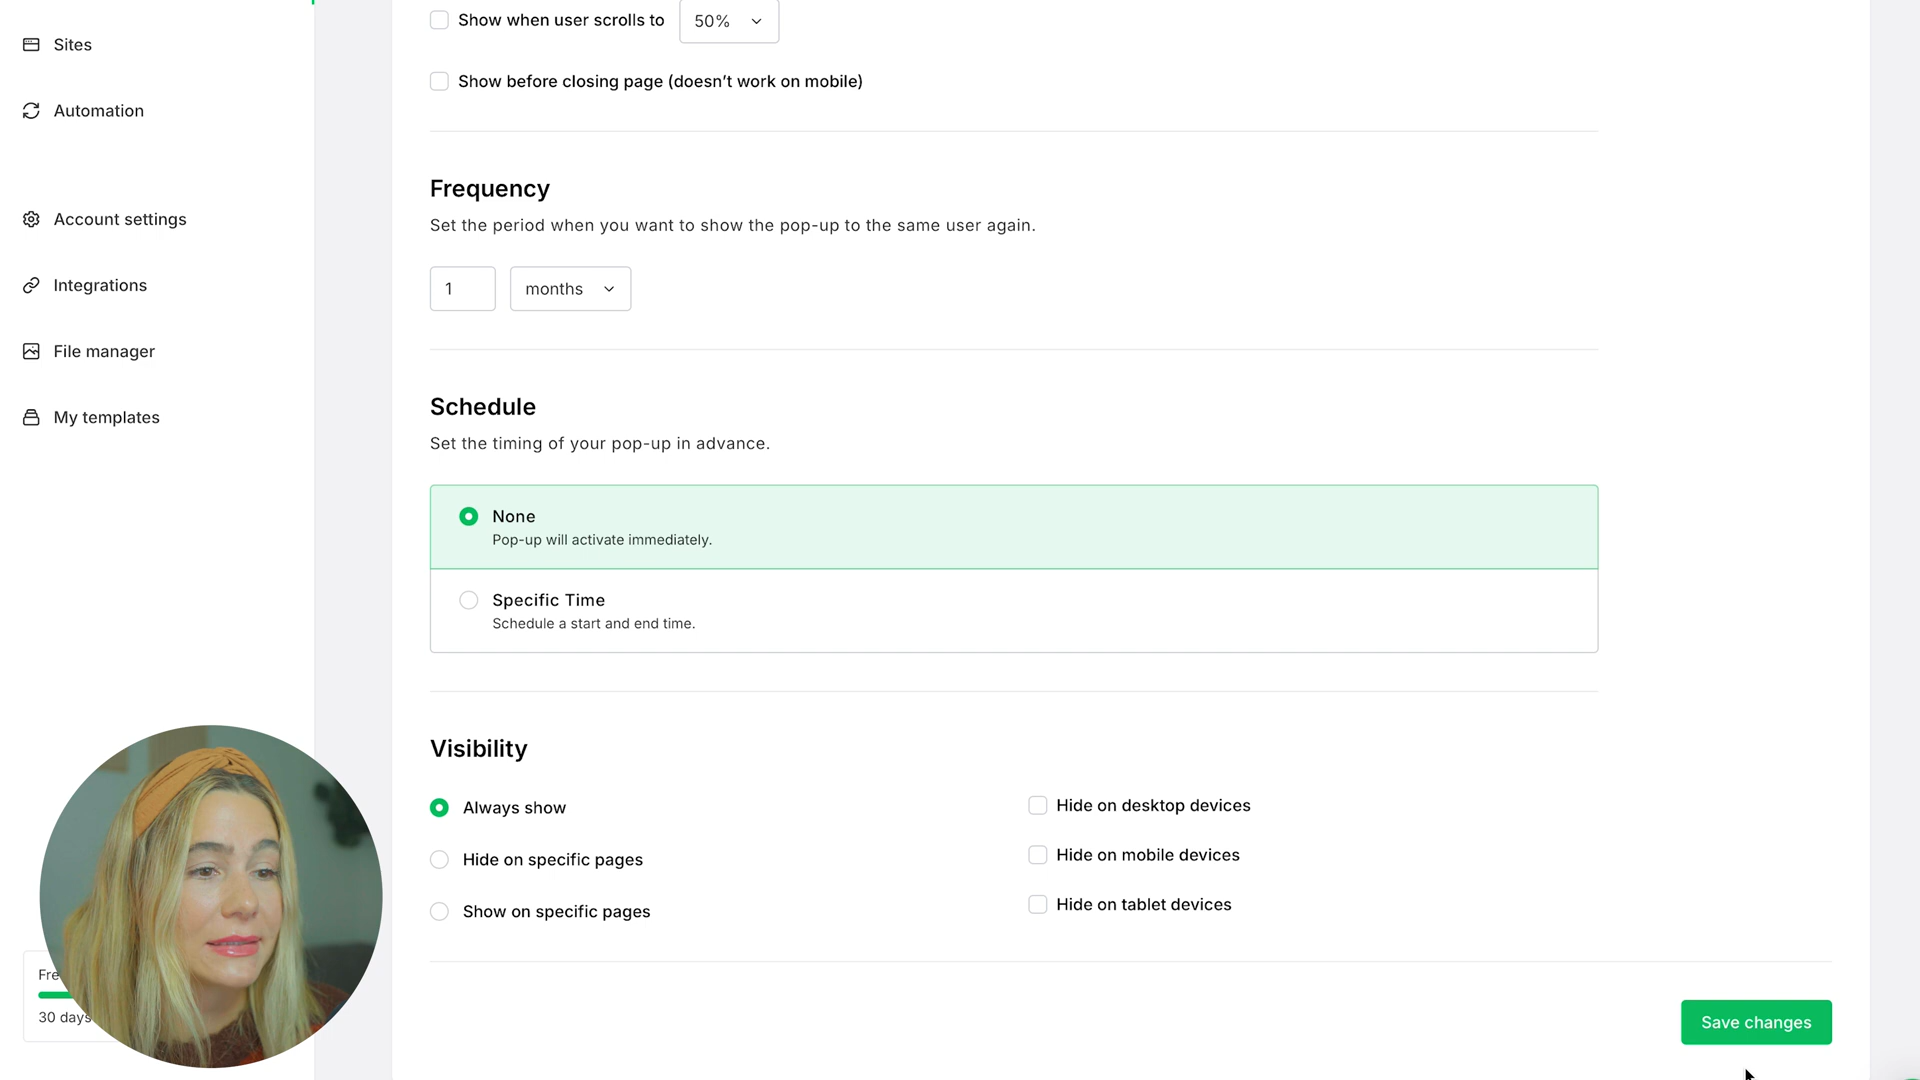 Sites
Automation
Account settings
Integrations
File manager
My templates
30 days
Show when user scrolls to 50%
Show before closing page (doesn't work on mobile)
Frequency
Set the period when you want to show the pop-up to the same user again.
1 months
Schedule
Set the timing of your pop-up in advance.
None
Pop-up will activate immediately.
Specific Time
Schedule a start and end time.
Visibility
Always show
Hide on specific pages
Show on specific pages
Hide on desktop devices
Hide on mobile devices
Hide on tablet devices
Save changes